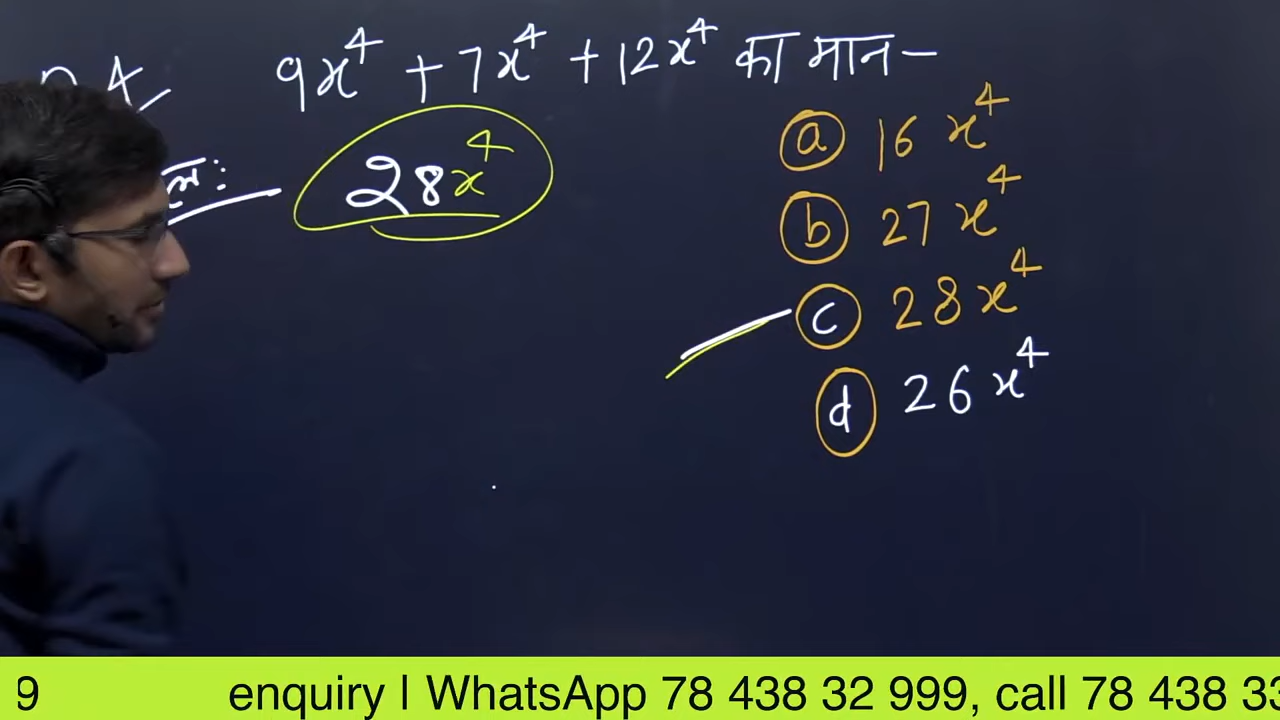 4 9x⁴ + 7x⁴ + 12x⁴ का मान –
28x⁴
(a) 16x⁴
(b) 27x⁴
(c) 28x⁴
(d) 26x⁴
9 enquiry | WhatsApp 78 438 32 999, call 78 438 33